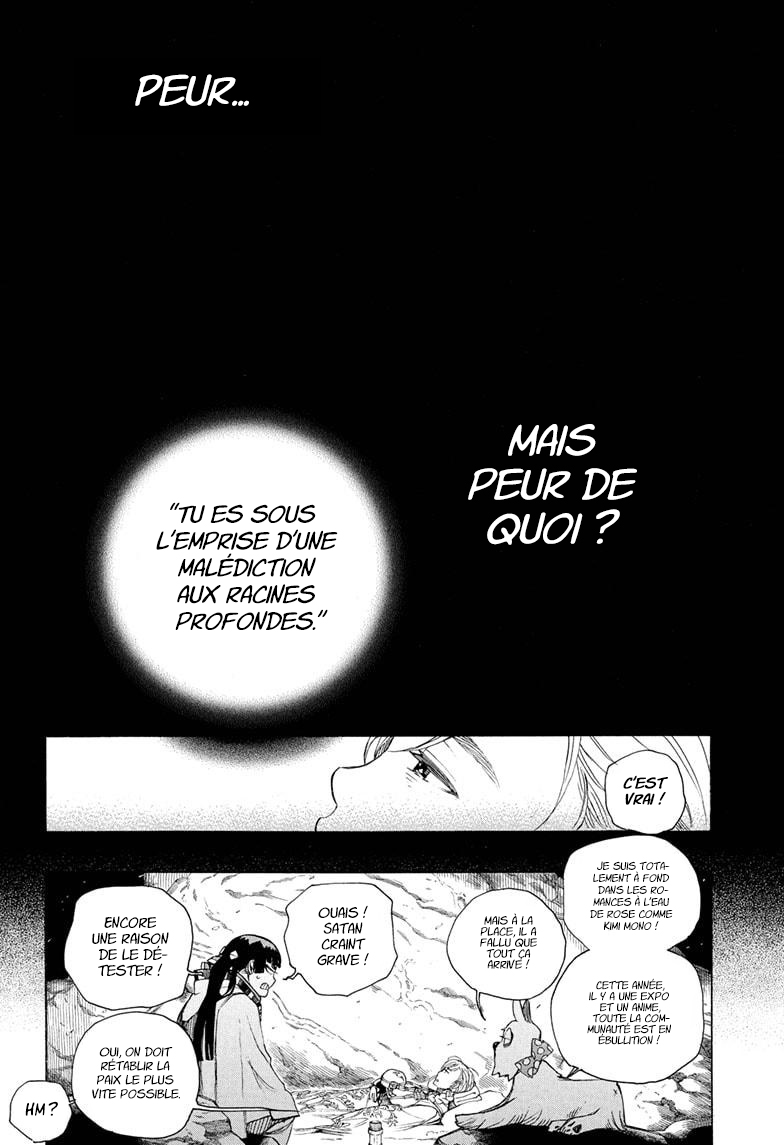 PEUR...
MAIS
PEUR DE
QUOI ?
"TU ES SOUS
L'EMPRISE D'UNE
MALÉDICTION
AUX RACINES
PROFONDES."
C'EST
VRAI !
JE SUIS TOTA-
LEMENT À FOND
DANS LES RO-
MANCES À L'EAU
DE ROSE COMME
KIMI MONO !
CETTE ANNÉE,
IL Y A UNE EXPO
ET UN ANIME,
TOUTE LA COM-
MUNAUTÉ EST EN
ÉBULLITION !
MAIS À LA
PLACE, IL A
FALLU QUE
TOUT ÇA
ARRIVE !
OUAIS !
SATAN
CRAINT
GRAVE !
ENCORE
UNE RAISON
DE LE DÉ-
TESTER !
OUI, ON DOIT
RÉTABLIR LA
PAIX LE PLUS
VITE POSSIBLE.
HM ?